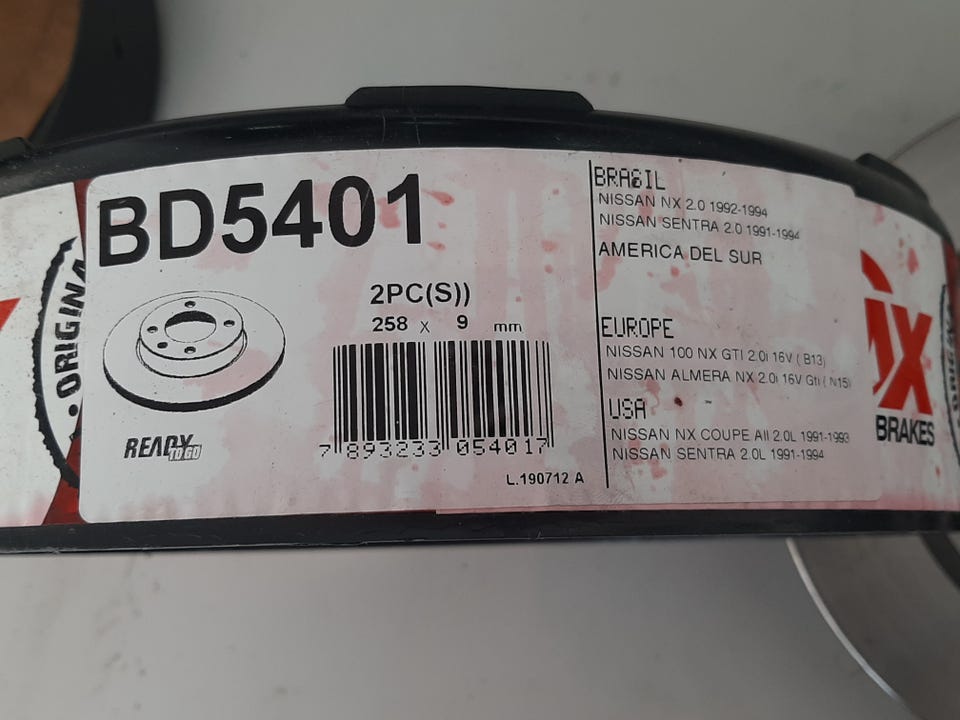 BD5401
2PC(S))
258 x 9 mm
READY
TO GO
7 893233 054017
L.190712 A
BRASIL
NISSAN NX 2.0 1992-1994
NISSAN SENTRA 2.0 1991-1994
AMERICA DEL SUR
EUROPE
NISSAN 100 NX GTI 2.0i 16V ( B13)
NISSAN ALMERA NX 2.0i 16V Gti ( N15)
USA
NISSAN NX COUPE All 2.0L 1991-1993
NISSAN SENTRA 2.0L 1991-1994
• ORIGINA
BRAKES